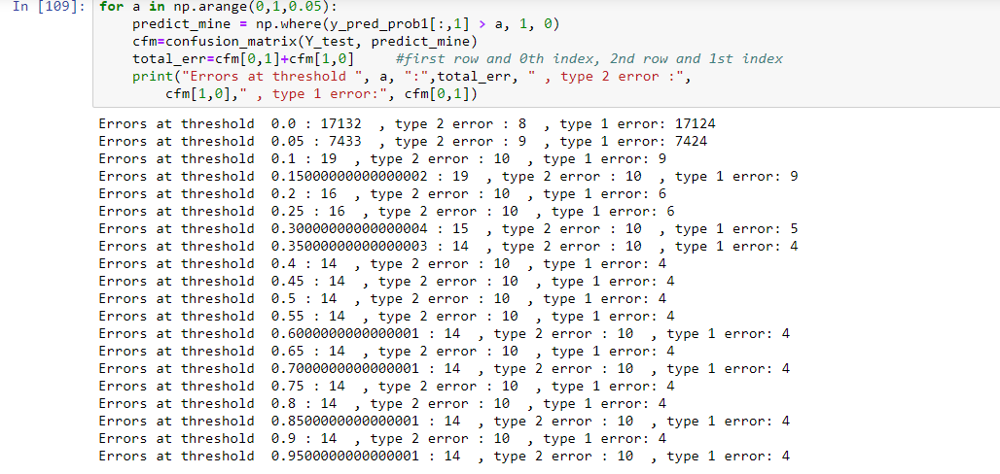 In [109]: for a in np.arange(0,1,0.05):
    predict_mine = np.where(y_pred_prob1[:,1] > a, 1, 0)
    cfm=confusion_matrix(Y_test, predict_mine)
    total_err=cfm[0,1]+cfm[1,0]     #first row and 0th index, 2nd row and 1st index
    print("Errors at threshold ", a, ":",total_err, " , type 2 error :",
        cfm[1,0]," , type 1 error:", cfm[0,1])
Errors at threshold  0.0 : 17132  , type 2 error : 8  , type 1 error: 17124
Errors at threshold  0.05 : 7433  , type 2 error : 9  , type 1 error: 7424
Errors at threshold  0.1 : 19  , type 2 error : 10  , type 1 error: 9
Errors at threshold  0.15000000000000002 : 19  , type 2 error : 10  , type 1 error: 9
Errors at threshold  0.2 : 16  , type 2 error : 10  , type 1 error: 6
Errors at threshold  0.25 : 16  , type 2 error : 10  , type 1 error: 6
Errors at threshold  0.30000000000000004 : 15  , type 2 error : 10  , type 1 error: 5
Errors at threshold  0.35000000000000003 : 14  , type 2 error : 10  , type 1 error: 4
Errors at threshold  0.4 : 14  , type 2 error : 10  , type 1 error: 4
Errors at threshold  0.45 : 14  , type 2 error : 10  , type 1 error: 4
Errors at threshold  0.5 : 14  , type 2 error : 10  , type 1 error: 4
Errors at threshold  0.55 : 14  , type 2 error : 10  , type 1 error: 4
Errors at threshold  0.6000000000000001 : 14  , type 2 error : 10  , type 1 error: 4
Errors at threshold  0.65 : 14  , type 2 error : 10  , type 1 error: 4
Errors at threshold  0.7000000000000001 : 14  , type 2 error : 10  , type 1 error: 4
Errors at threshold  0.75 : 14  , type 2 error : 10  , type 1 error: 4
Errors at threshold  0.8 : 14  , type 2 error : 10  , type 1 error: 4
Errors at threshold  0.8500000000000001 : 14  , type 2 error : 10  , type 1 error: 4
Errors at threshold  0.9 : 14  , type 2 error : 10  , type 1 error: 4
Errors at threshold  0.9500000000000001 : 14  , type 2 error : 10  , type 1 error: 4